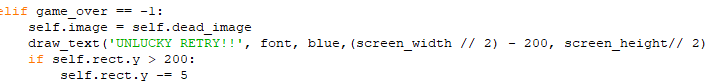 elif game_over == -1:
    self.image = self.dead_image
    draw_text('UNLUCKY RETRY!!', font, blue,(screen_width // 2) - 200, screen_height// 2)
    if self.rect.y > 200:
        self.rect.y -= 5